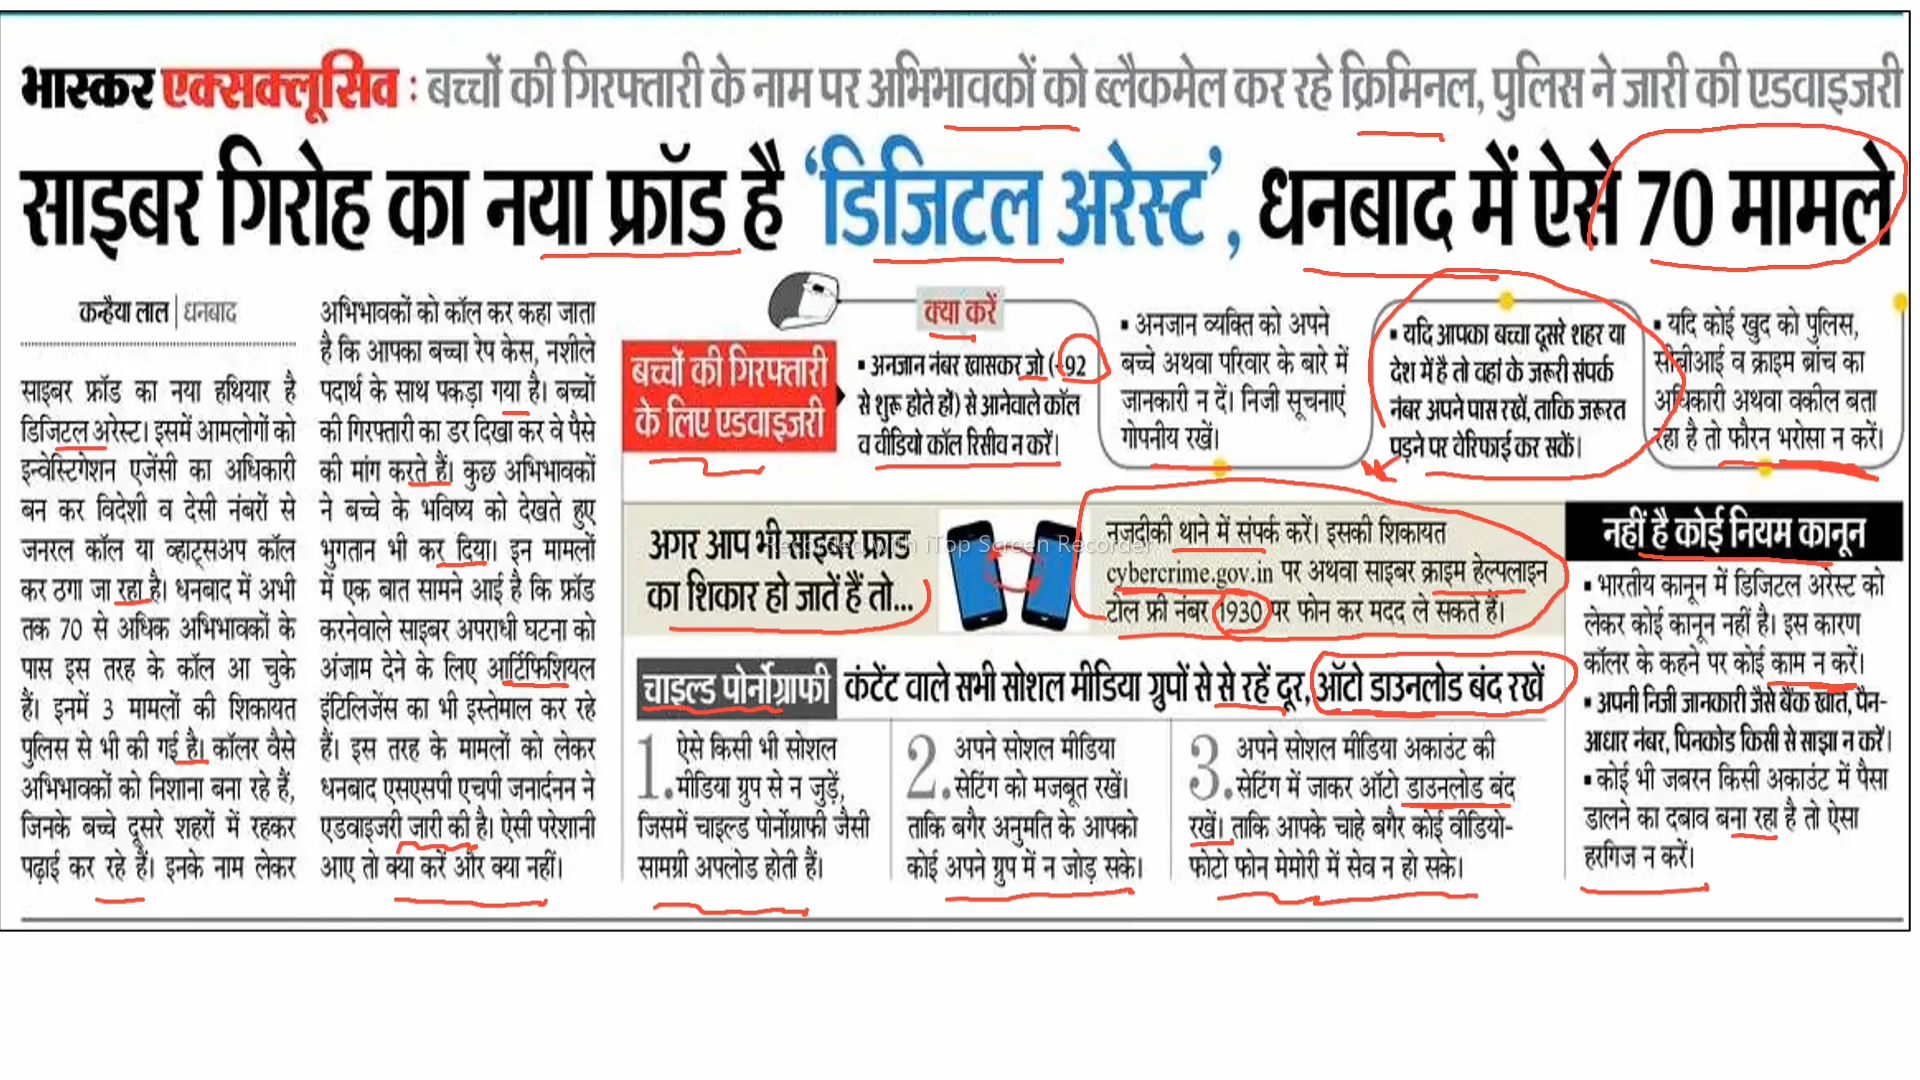 भास्कर एक्सक्लूसिव : बच्चों की गिरफ्तारी के नाम पर अभिभावकों को ब्लैकमेल कर रहे क्रिमिनल, पुलिस ने जारी की एडवाइजरी
साइबर गिरोह का नया फ्रॉड है ‘डिजिटल अरेस्ट’, धनबाद में ऐसे 70 मामले
कन्हैया लाल | धनबाद
साइबर फ्रॉड का नया हथियार है
डिजिटल अरेस्ट। इसमें आमलोगों को
इन्वेस्टिगेशन एजेंसी का अधिकारी
बन कर विदेशी व देसी नंबरों से
जनरल कॉल या व्हाट्सअप कॉल
कर ठगा जा रहा है। धनबाद में अभी
तक 70 से अधिक अभिभावकों के
पास इस तरह के कॉल आ चुके
हैं। इनमें 3 मामलों की शिकायत
पुलिस से भी की गई है। कॉलर वैसे
अभिभावकों को निशाना बना रहे हैं,
जिनके बच्चे दूसरे शहरों में रहकर
पढ़ाई कर रहे हैं। इनके नाम लेकर
अभिभावकों को कॉल कर कहा जाता
है कि आपका बच्चा रेप केस, नशीले
पदार्थ के साथ पकड़ा गया है। बच्चों
की गिरफ्तारी का डर दिखा कर वे पैसे
की मांग करते हैं। कुछ अभिभावकों
ने बच्चे के भविष्य को देखते हुए
भुगतान भी कर दिया। इन मामलों
में एक बात सामने आई है कि फ्रॉड
करनेवाले साइबर अपराधी घटना को
अंजाम देने के लिए आर्टिफिशियल
इंटिलिजेंस का भी इस्तेमाल कर रहे
हैं। इस तरह के मामलों को लेकर
धनबाद एसएसपी एचपी जनार्दनन ने
एडवाइजरी जारी की है। ऐसी परेशानी
आए तो क्या करें और क्या नहीं।
बच्चों की गिरफ्तारी
के लिए एडवाइजरी
क्या करें
▪ अनजान नंबर खासकर जो (+92
से शुरू होते हों) से आनेवाले कॉल
व वीडियो कॉल रिसीव न करें।
▪ अनजान व्यक्ति को अपने
बच्चे अथवा परिवार के बारे में
जानकारी न दें। निजी सूचनाएं
गोपनीय रखें।
▪ यदि आपका बच्चा दूसरे शहर या
देश में है तो वहां के जरूरी संपर्क
नंबर अपने पास रखें, ताकि जरूरत
पड़ने पर वेरिफाई कर सकें।
▪ यदि कोई खुद को पुलिस,
सीबीआई व क्राइम ब्रांच का
अधिकारी अथवा वकील बता
रहा है तो फौरन भरोसा न करें।
अगर आप भी साइबर फ्राड
का शिकार हो जातें हैं तो...
Recorded with iTop Screen Recorder
नजदीकी थाने में संपर्क करें। इसकी शिकायत
cybercrime.gov.in पर अथवा साइबर क्राइम हेल्पलाइन
टोल फ्री नंबर 1930 पर फोन कर मदद ले सकते हैं।
चाइल्ड पोर्नोग्राफी कंटेंट वाले सभी सोशल मीडिया ग्रुपों से से रहें दूर, ऑटो डाउनलोड बंद रखें
1. ऐसे किसी भी सोशल
मीडिया ग्रुप से न जुड़ें,
जिसमें चाइल्ड पोर्नोग्राफी जैसी
सामग्री अपलोड होती हैं।
2. अपने सोशल मीडिया
सेटिंग को मजबूत रखें।
ताकि बगैर अनुमति के आपको
कोई अपने ग्रुप में न जोड़ सके।
3. अपने सोशल मीडिया अकाउंट की
सेटिंग में जाकर ऑटो डाउनलोड बंद
रखें। ताकि आपके चाहे बगैर कोई वीडियो-
फोटो फोन मेमोरी में सेव न हो सके।
नहीं है कोई नियम कानून
▪ भारतीय कानून में डिजिटल अरेस्ट को
लेकर कोई कानून नहीं है। इस कारण
कॉलर के कहने पर कोई काम न करें।
▪ अपनी निजी जानकारी जैसे बैंक खाते, पैन-
आधार नंबर, पिनकोड किसी से साझा न करें।
▪ कोई भी जबरन किसी अकाउंट में पैसा
डालने का दबाव बना रहा है तो ऐसा
हरगिज न करें।